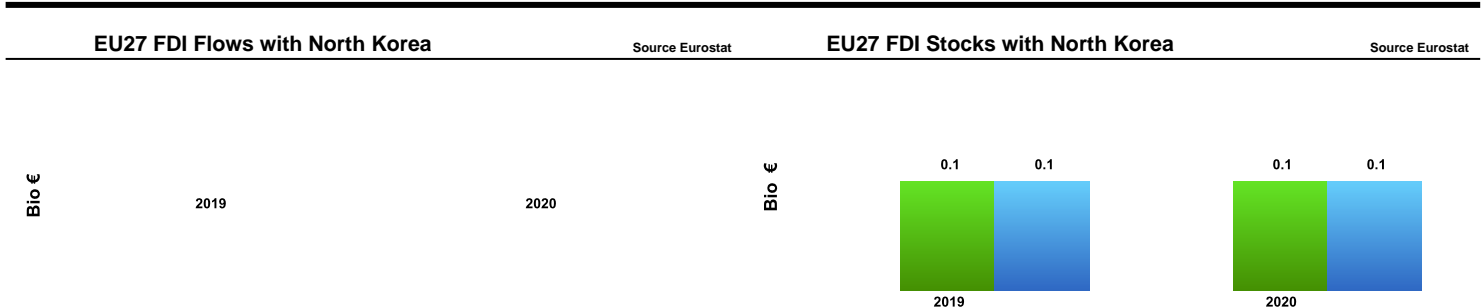 EU27 FDI Flows with North Korea
Source Eurostat
Bio €
2019
2020
EU27 FDI Stocks with North Korea
Source Eurostat
Bio €
0.1
0.1
0.1
0.1
2019
2020